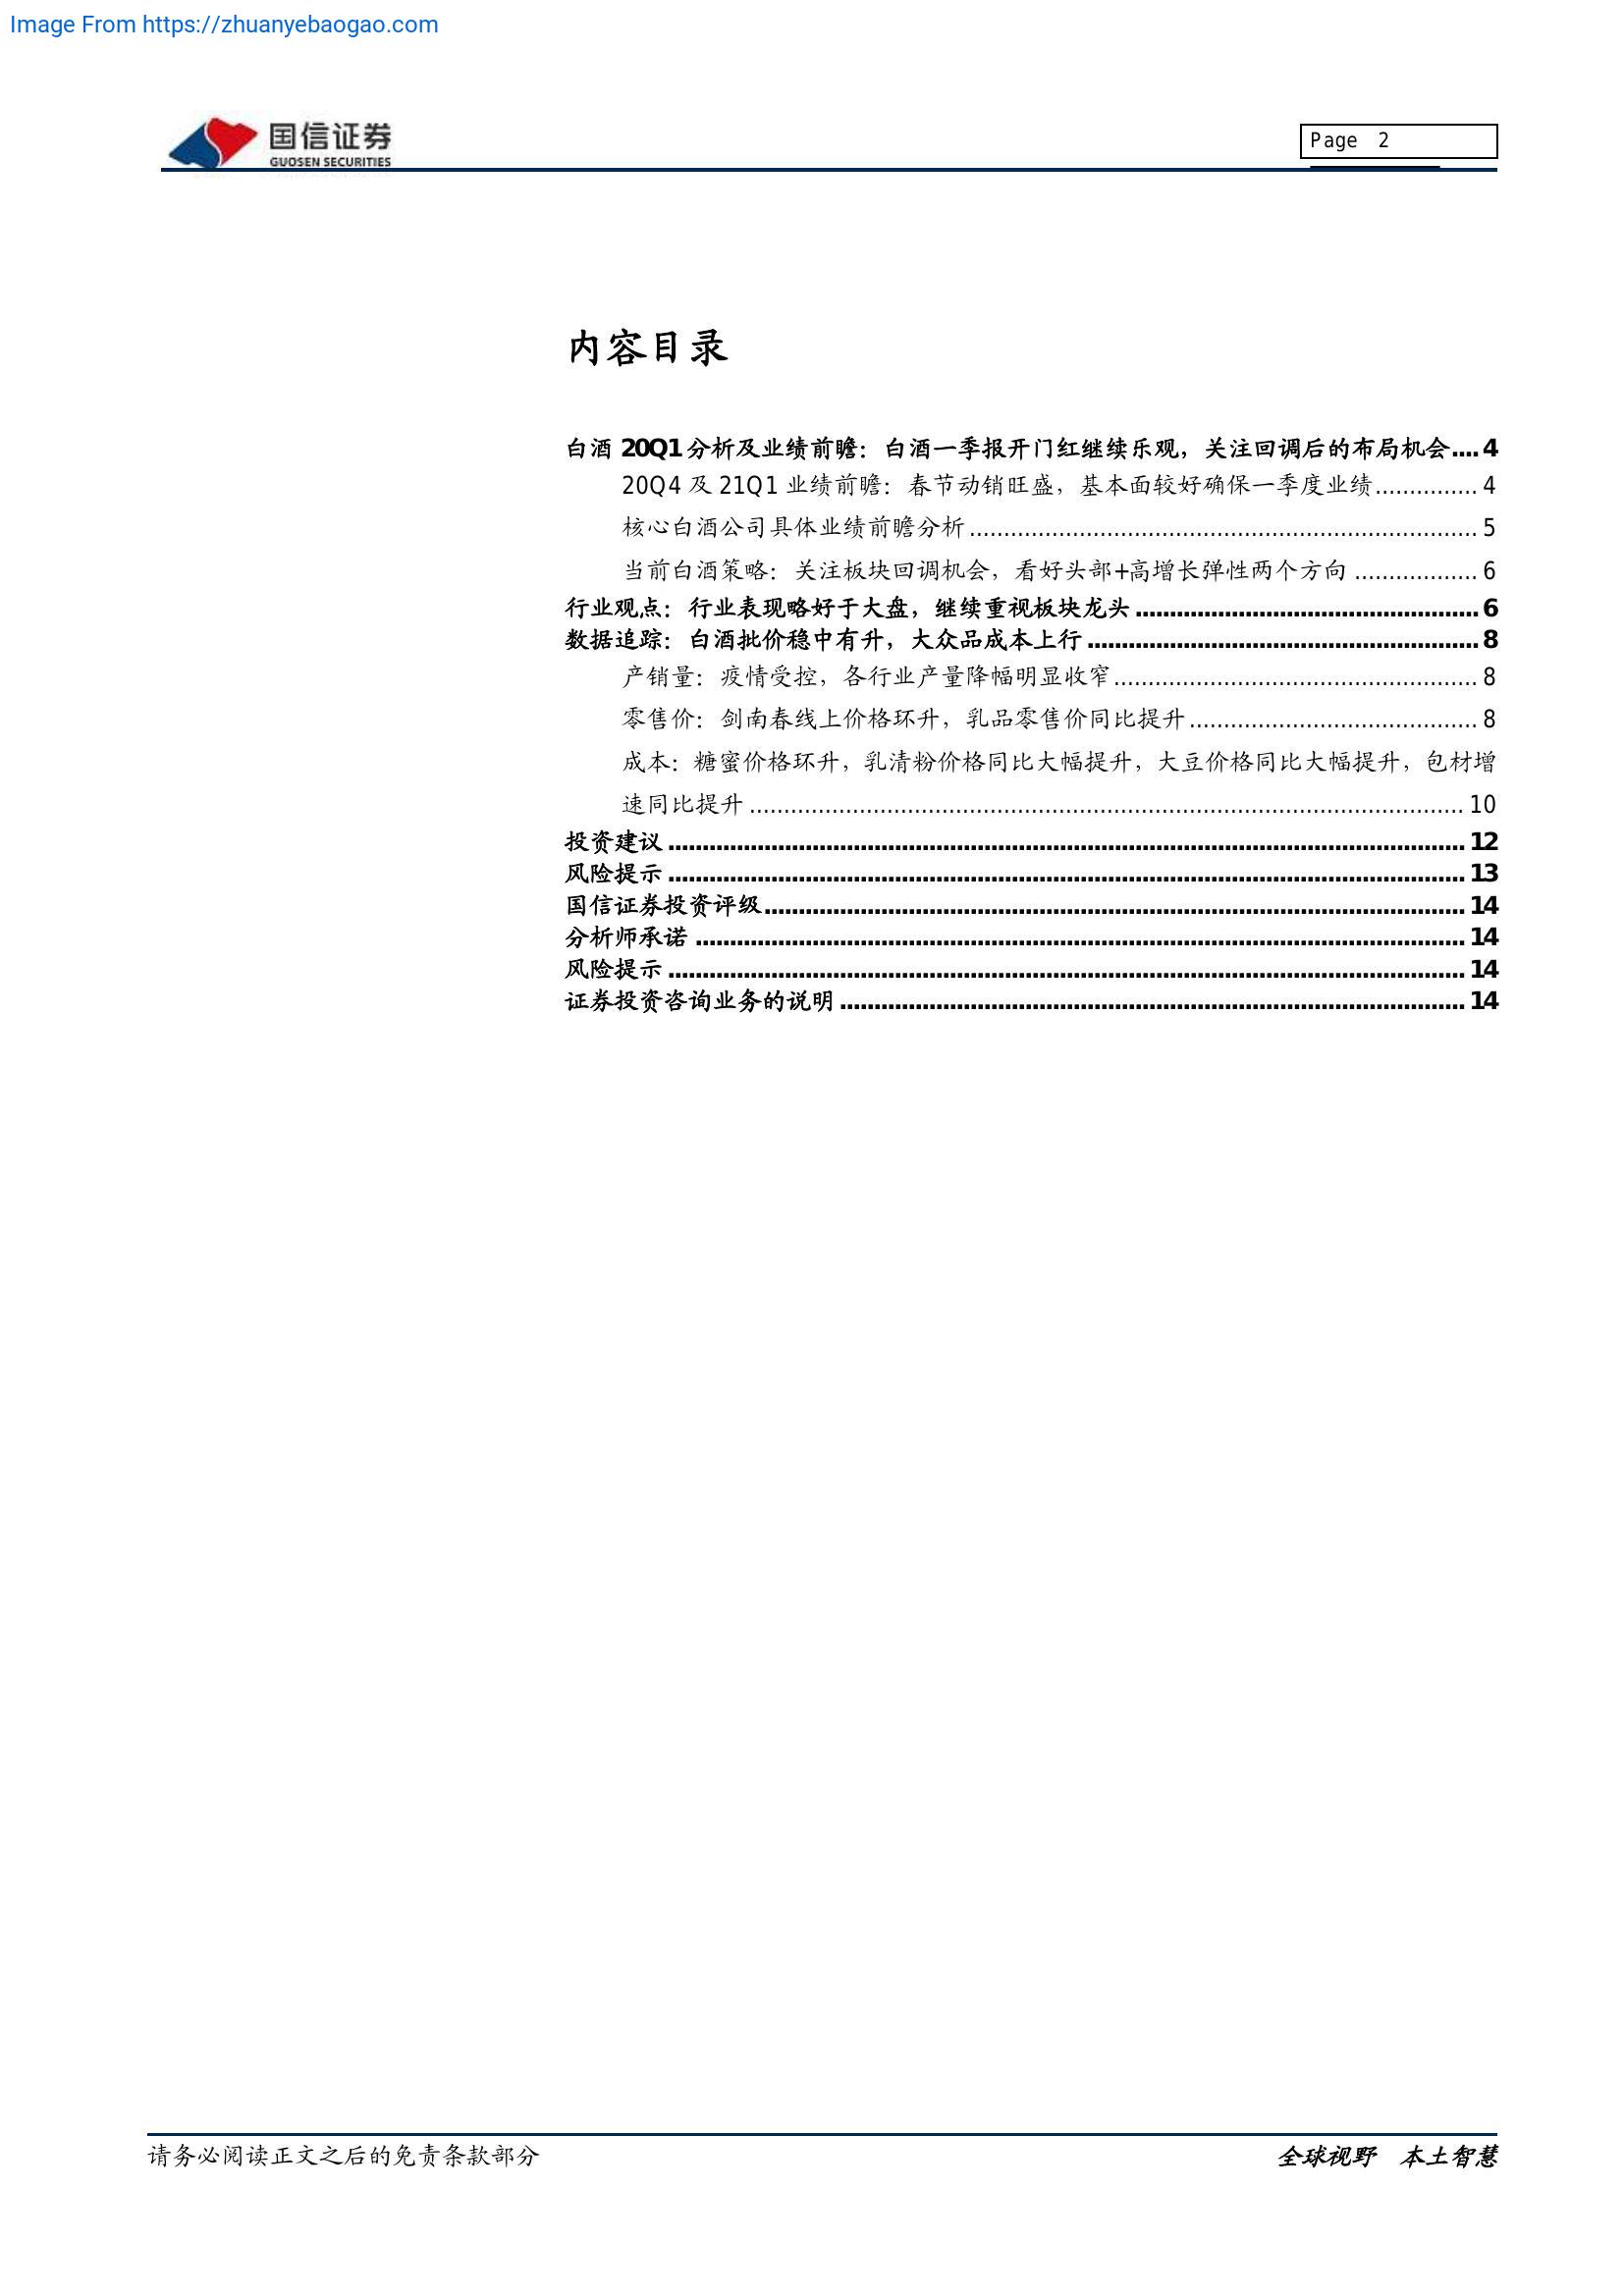 Image From https://zhuanyebaogao.com
国信证券
GUOSEN SECURITIES
Page 2
内容目录
白酒 20Q1 分析及业绩前瞻：白酒一季报开门红继续乐观，关注回调后的布局机会....4
20Q4 及 21Q1 业绩前瞻：春节动销旺盛，基本面较好确保一季度业绩............... 4
核心白酒公司具体业绩前瞻分析.......................................................................... 5
当前白酒策略：关注板块回调机会，看好头部+高增长弹性两个方向 .................. 6
行业观点：行业表现略好于大盘，继续重视板块龙头 .................................................. 6
数据追踪：白酒批价稳中有升，大众品成本上行 ......................................................... 8
产销量：疫情受控，各行业产量降幅明显收窄..................................................... 8
零售价：剑南春线上价格环升，乳品零售价同比提升.......................................... 8
成本：糖蜜价格环升，乳清粉价格同比大幅提升，大豆价格同比大幅提升，包材增
速同比提升 ........................................................................................................ 10
投资建议 .................................................................................................................... 12
风险提示 .................................................................................................................... 13
国信证券投资评级...................................................................................................... 14
分析师承诺 ................................................................................................................ 14
风险提示 .................................................................................................................... 14
证券投资咨询业务的说明 ........................................................................................... 14
请务必阅读正文之后的免责条款部分
全球视野 本土智慧